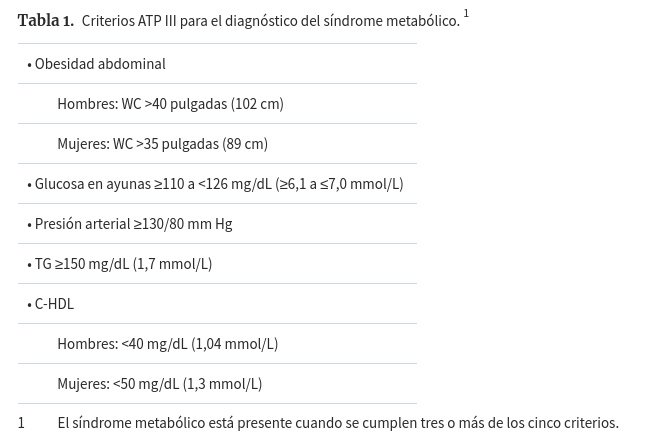 Tabla 1. Criterios ATP III para el diagnóstico del síndrome metabólico. 1
• Obesidad abdominal
Hombres: WC >40 pulgadas (102 cm)
Mujeres: WC >35 pulgadas (89 cm)
• Glucosa en ayunas ≥110 a <126 mg/dL (≥6,1 a ≤7,0 mmol/L)
• Presión arterial ≥130/80 mm Hg
• TG ≥150 mg/dL (1,7 mmol/L)
• C-HDL
Hombres: <40 mg/dL (1,04 mmol/L)
Mujeres: <50 mg/dL (1,3 mmol/L)
1 El síndrome metabólico está presente cuando se cumplen tres o más de los cinco criterios.